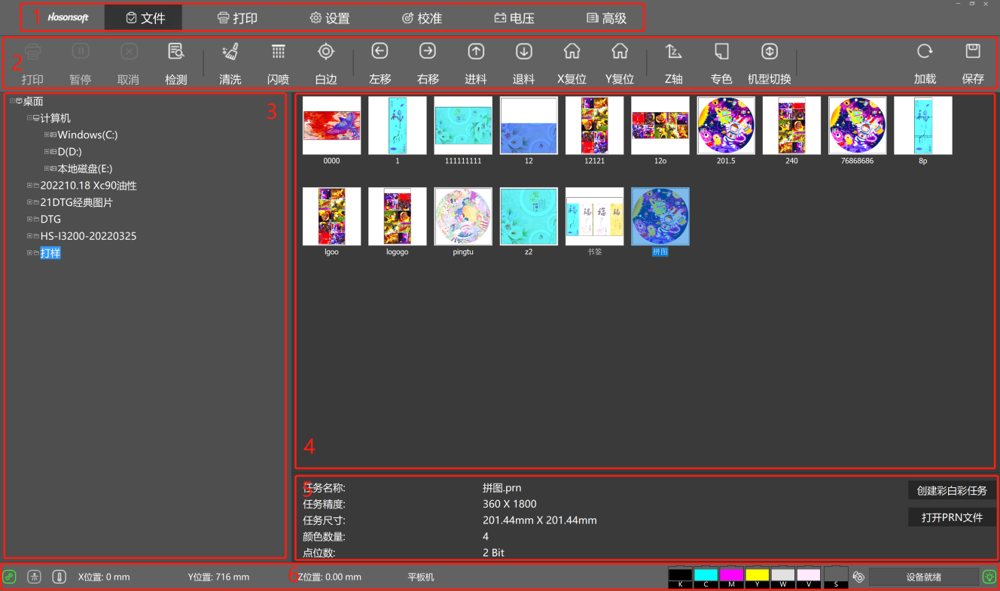 1 Hosonsoft 文件 打印 设置 校准 电压 高级
2 打印 暂停 取消 检测 清洗 闪喷 白边 左移 右移 进料 退料 X复位 Y复位 Z轴 专色 机型切换 加载 保存
3
桌面
计算机
Windows(C:)
D(D:)
本地磁盘(E:)
202210.18 Xc90油性
21DTG经典图片
DTG
HS-I3200-20220325
打样
0000 1 111111111 12 12121 12o 201.5 240 76868686 8p
lgoo logogo pingtu z2 书签 拼图
4
5
任务名称: 拼图.prn
任务精度: 360 X 1800
任务尺寸: 201.44mm X 201.44mm
颜色数量: 4
点位数: 2 Bit
创建彩白彩任务
打开PRN文件
X位置: 0 mm Y位置: 716 mm 6 Z位置: 0.00 mm 平板机 K C M Y W V S 设备就绪